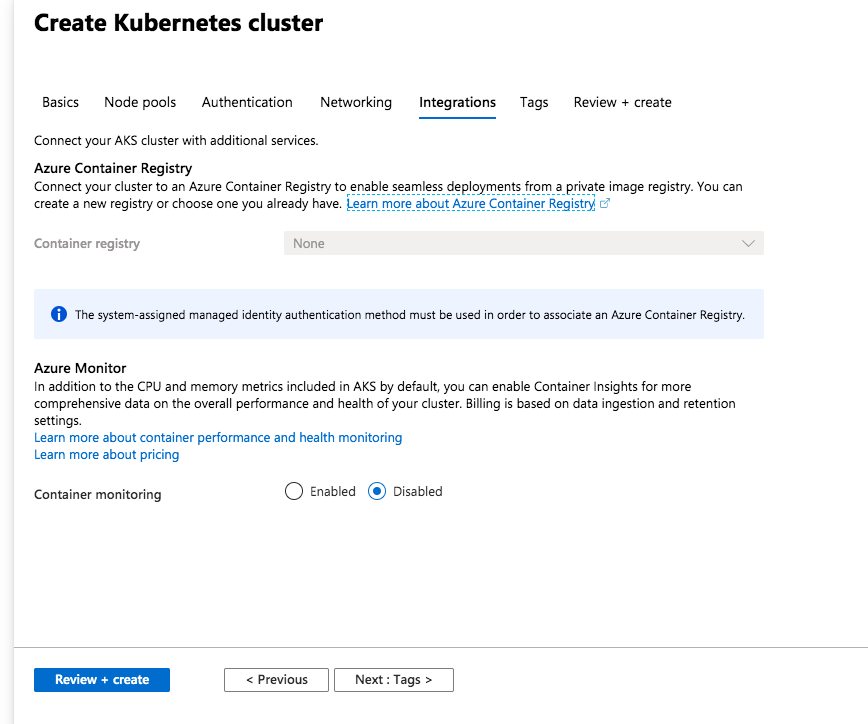 Create Kubernetes cluster
Basics Node pools Authentication Networking Integrations Tags Review + create
Connect your AKS cluster with additional services.
Azure Container Registry
Connect your cluster to an Azure Container Registry to enable seamless deployments from a private image registry. You can
create a new registry or choose one you already have. Learn more about Azure Container Registry
Container registry None
The system-assigned managed identity authentication method must be used in order to associate an Azure Container Registry.
Azure Monitor
In addition to the CPU and memory metrics included in AKS by default, you can enable Container Insights for more
comprehensive data on the overall performance and health of your cluster. Billing is based on data ingestion and retention
settings.
Learn more about container performance and health monitoring
Learn more about pricing
Container monitoring Enabled Disabled
Review + create < Previous Next : Tags >